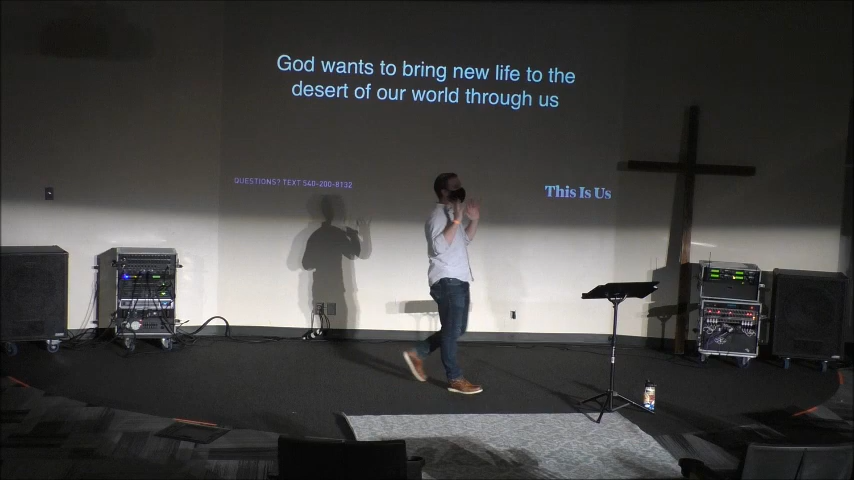 God wants to bring new life to the
desert of our world through us
QUESTIONS? TEXT 540-200-8132
This Is Us